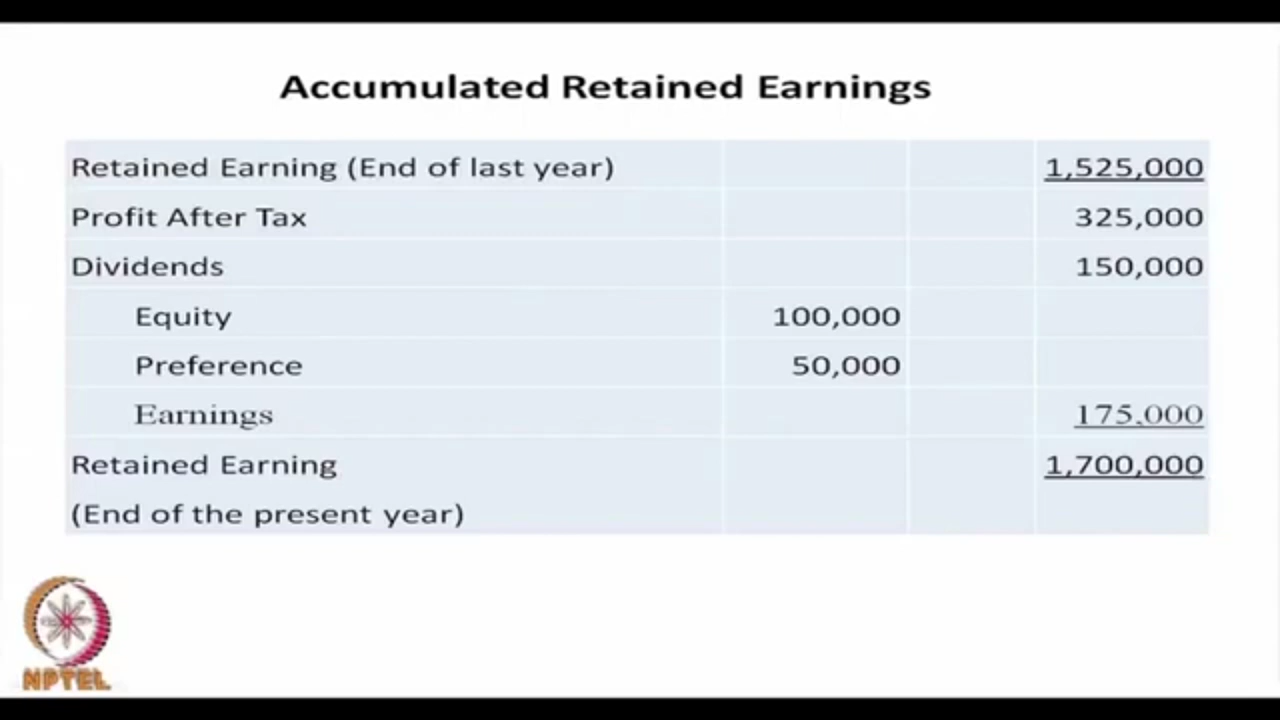 Accumulated Retained Earnings
Retained Earning (End of last year) 1,525,000
Profit After Tax 325,000
Dividends 150,000
Equity 100,000
Preference 50,000
Earnings 175,000
Retained Earning 1,700,000
(End of the present year)
NPTEL